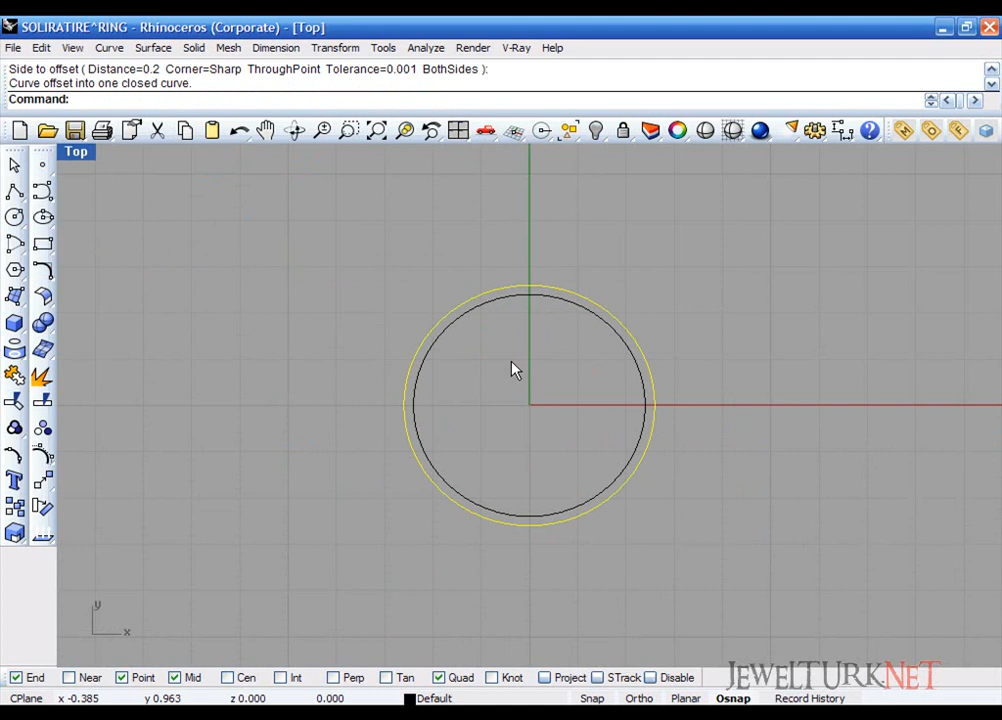 SOLIRATIRE^RING - Rhinoceros (Corporate) - [Top]
File Edit View Curve Surface Solid Mesh Dimension Transform Tools Analyze Render V-Ray Help
Side to offset ( Distance=0.2 Corner=Sharp ThroughPoint Tolerance=0.001 BothSides ):
Curve offset into one closed curve.
Command:
Top
y
x
End Near Point Mid Cen Int Perp Tan Quad Knot Project STrack Disable
JEWELTURK.NET
CPlane x -0.385 y 0.963 z 0.000 0.000 Default Snap Ortho Planar Osnap Record History